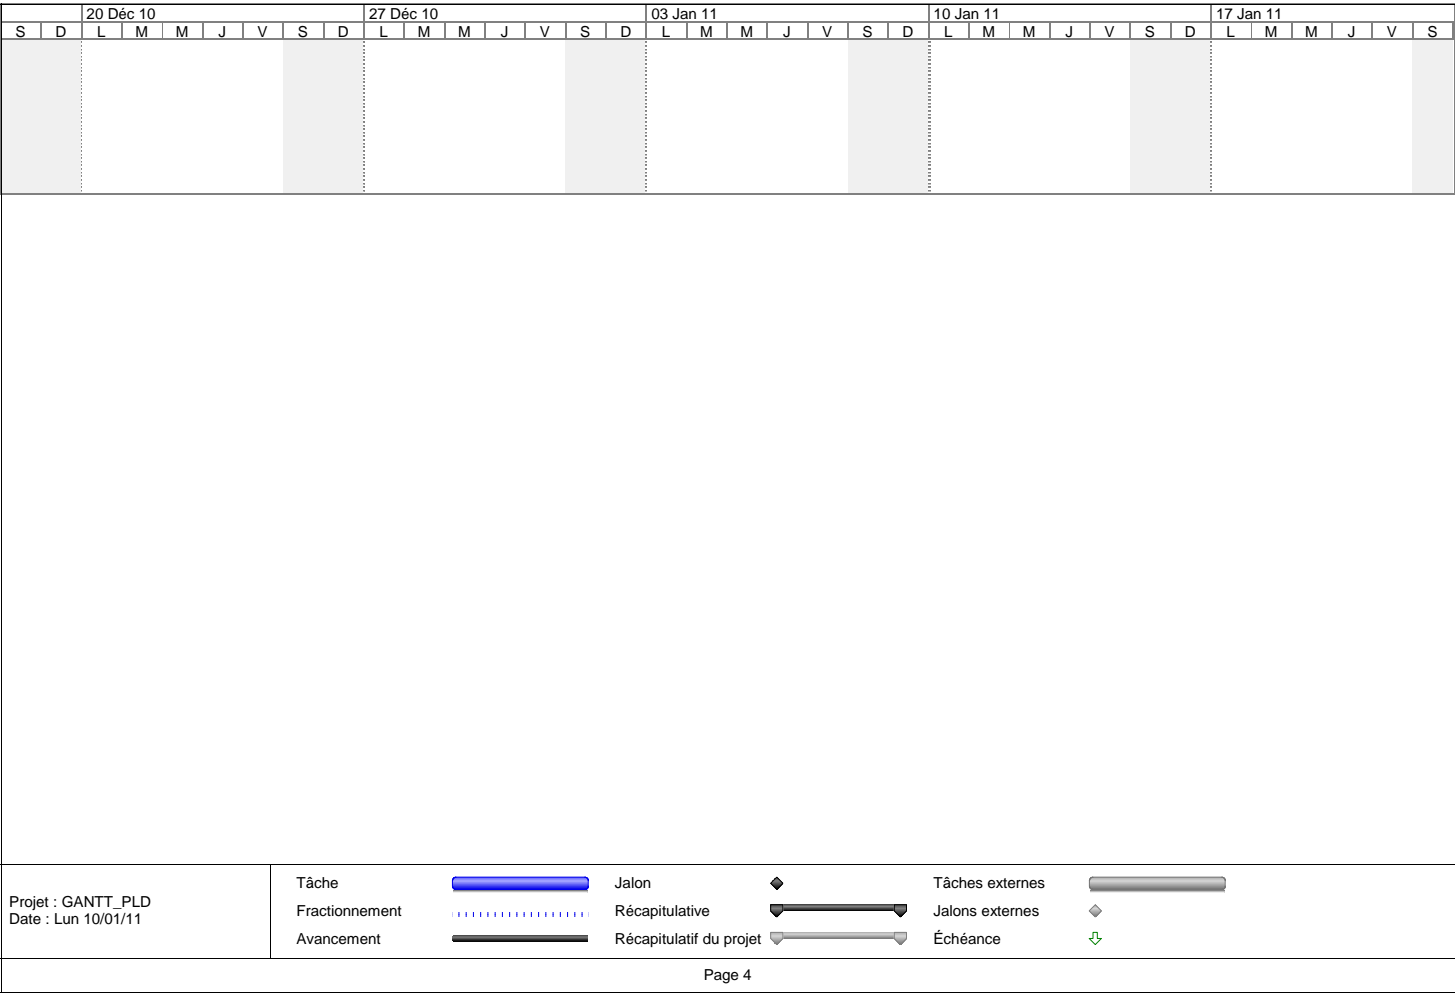 20 Déc 10 27 Déc 10 03 Jan 11 10 Jan 11 17 Jan 11
S D L M M J V S D L M M J V S D L M M J V S D L M M J V S D L M M J V S
Projet : GANTT_PLD
Date : Lun 10/01/11
Tâche
Fractionnement
Avancement
Jalon
Récapitulative
Récapitulatif du projet
Tâches externes
Jalons externes
Échéance
Page 4